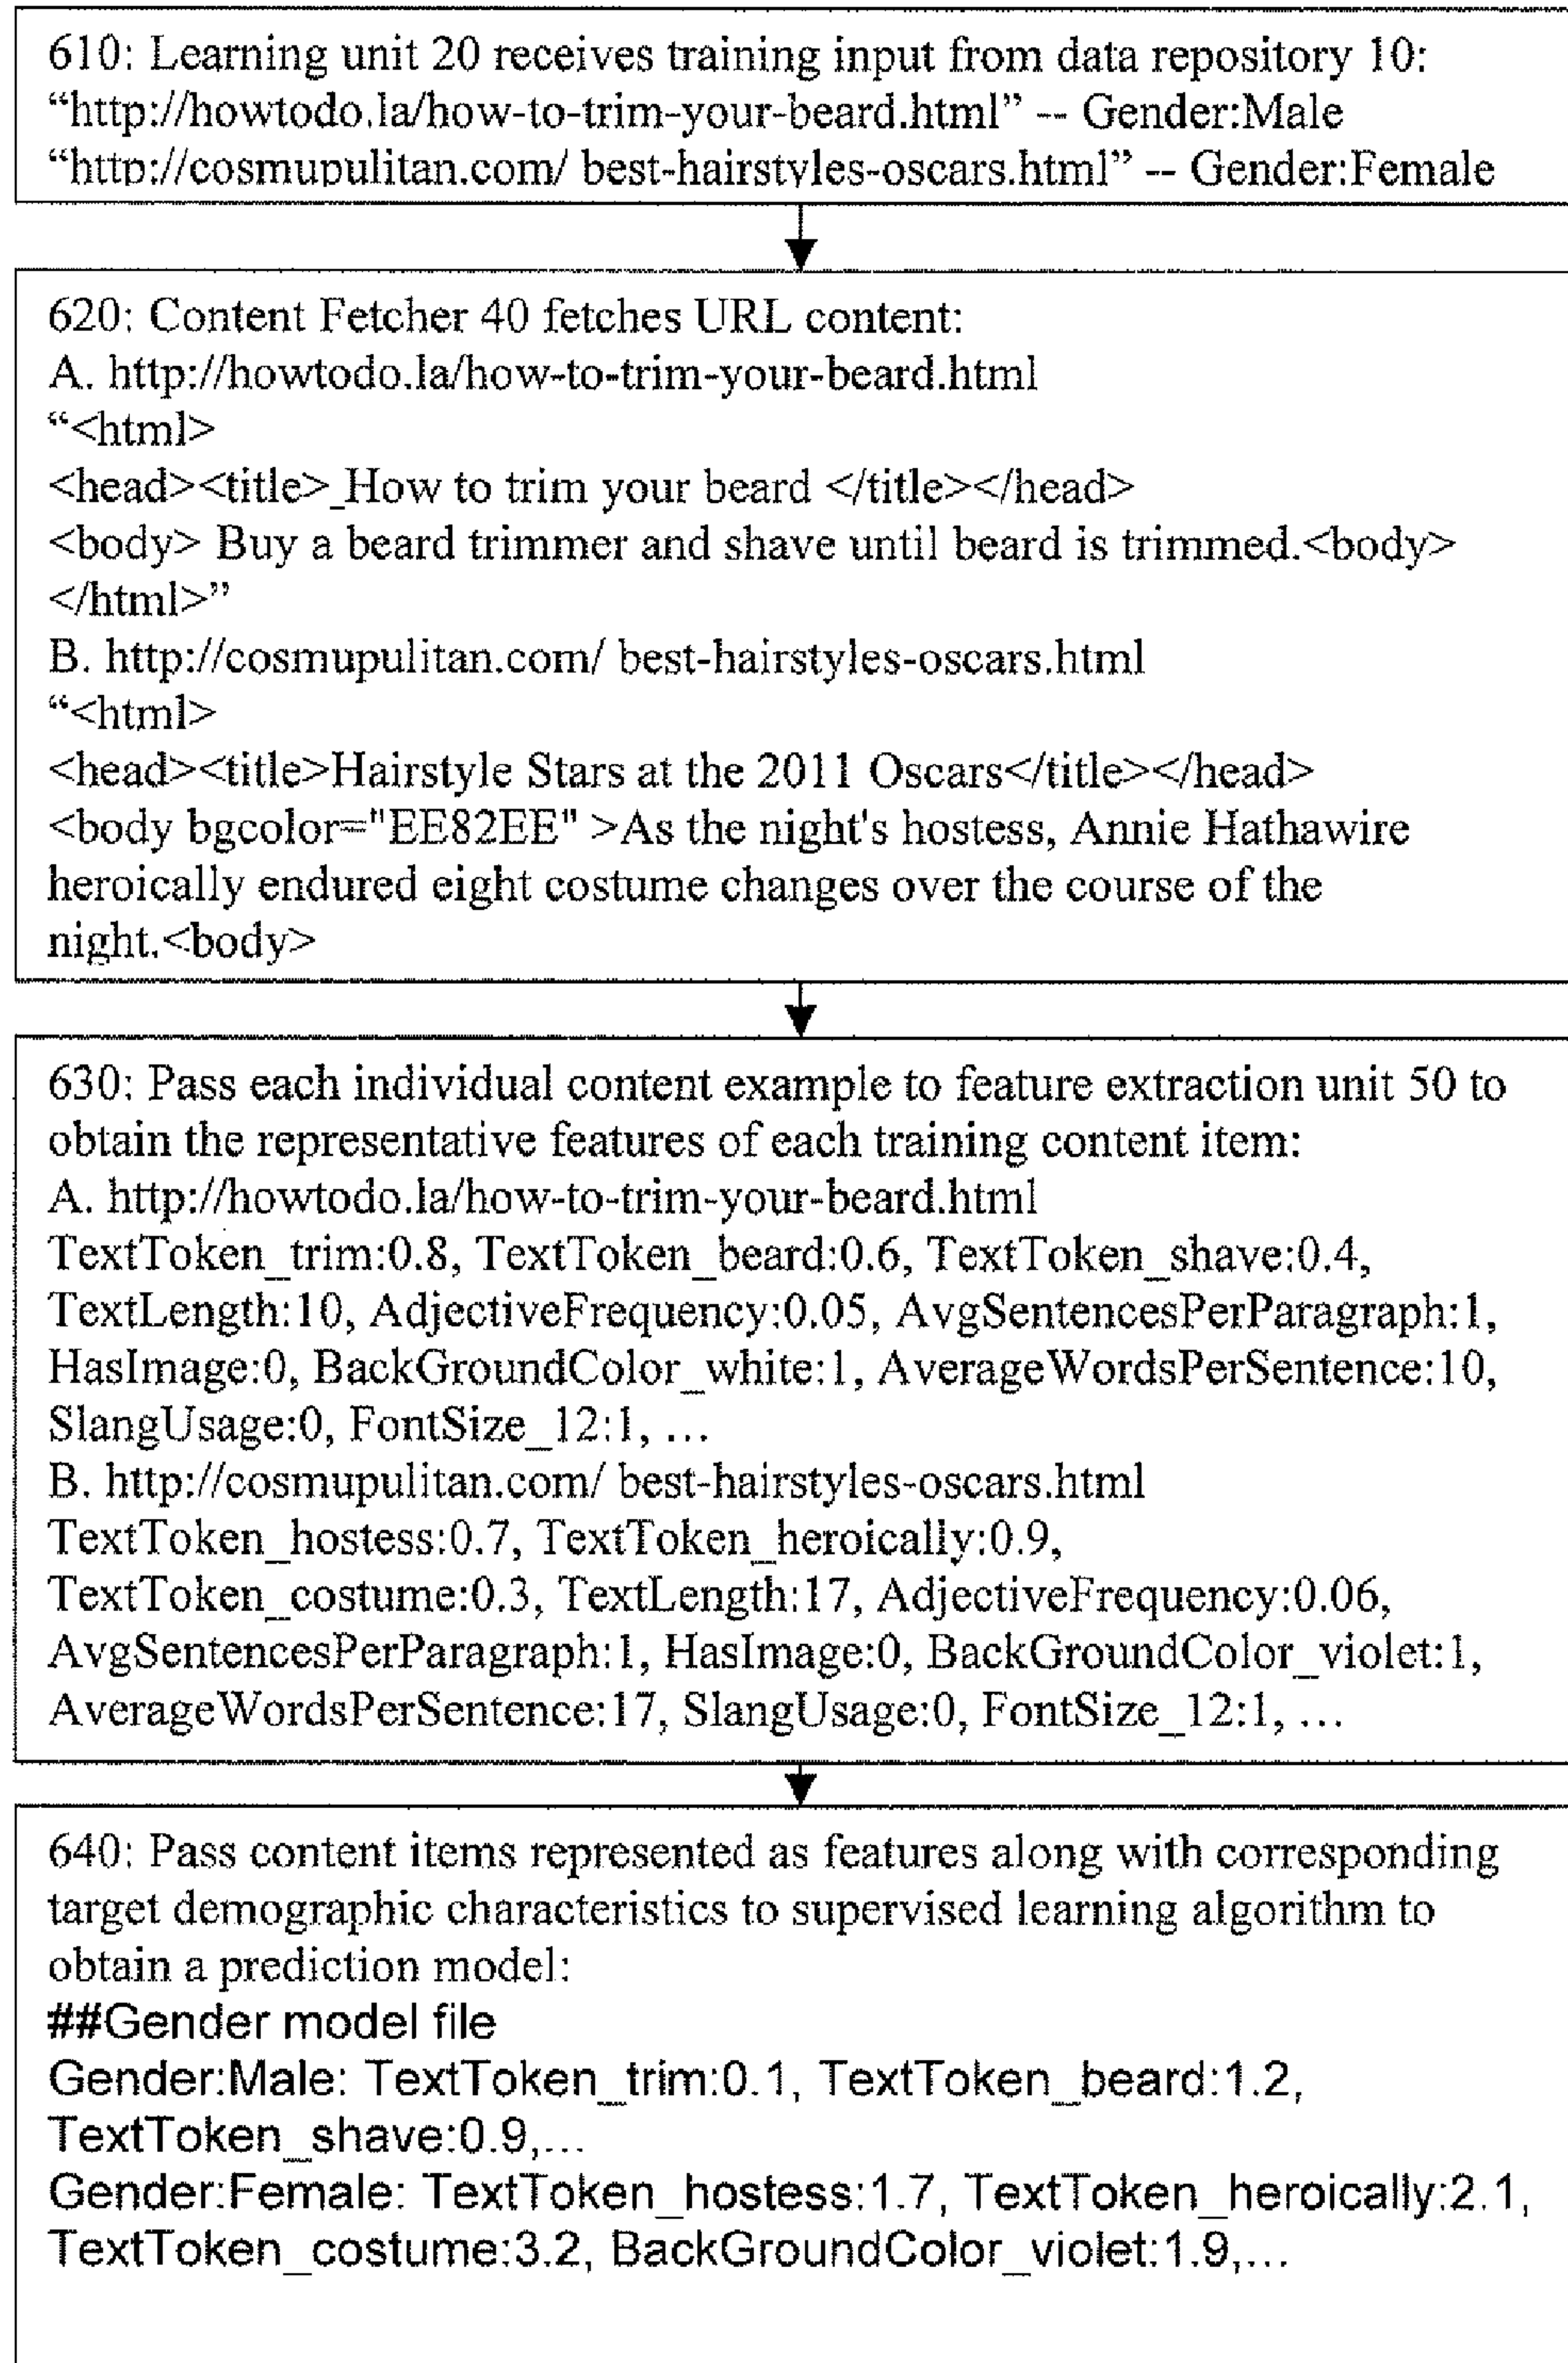 610: Learning unit 20 receives training input from data repository 10:
“http://howtodo.la/how-to-trim-your-beard.html” -- Gender:Male
“http://cosmupulitan.com/ best-hairstyles-oscars.html” -- Gender:Female
620: Content Fetcher 40 fetches URL content:
A. http://howtodo.la/how-to-trim-your-beard.html
“<html>
<head><title>_How to trim your beard </title></head>
<body> Buy a beard trimmer and shave until beard is trimmed.<body>
</html>”
B. http://cosmupulitan.com/ best-hairstyles-oscars.html
“<html>
<head><title>Hairstyle Stars at the 2011 Oscars</title></head>
<body bgcolor="EE82EE" >As the night's hostess, Annie Hathawire
heroically endured eight costume changes over the course of the
night.<body>
630: Pass each individual content example to feature extraction unit 50 to
obtain the representative features of each training content item:
A. http://howtodo.la/how-to-trim-your-beard.html
TextToken_trim:0.8, TextToken_beard:0.6, TextToken_shave:0.4,
TextLength:10, AdjectiveFrequency:0.05, AvgSentencesPerParagraph:1,
HasImage:0, BackGroundColor_white:1, AverageWordsPerSentence:10,
SlangUsage:0, FontSize_12:1, …
B. http://cosmupulitan.com/ best-hairstyles-oscars.html
TextToken_hostess:0.7, TextToken_heroically:0.9,
TextToken_costume:0.3, TextLength:17, AdjectiveFrequency:0.06,
AvgSentencesPerParagraph:1, HasImage:0, BackGroundColor_violet:1,
AverageWordsPerSentence:17, SlangUsage:0, FontSize_12:1, …
640: Pass content items represented as features along with corresponding
target demographic characteristics to supervised learning algorithm to
obtain a prediction model:
##Gender model file
Gender:Male: TextToken_trim:0.1, TextToken_beard:1.2,
TextToken_shave:0.9,...
Gender:Female: TextToken_hostess:1.7, TextToken_heroically:2.1,
TextToken_costume:3.2, BackGroundColor_violet:1.9,...